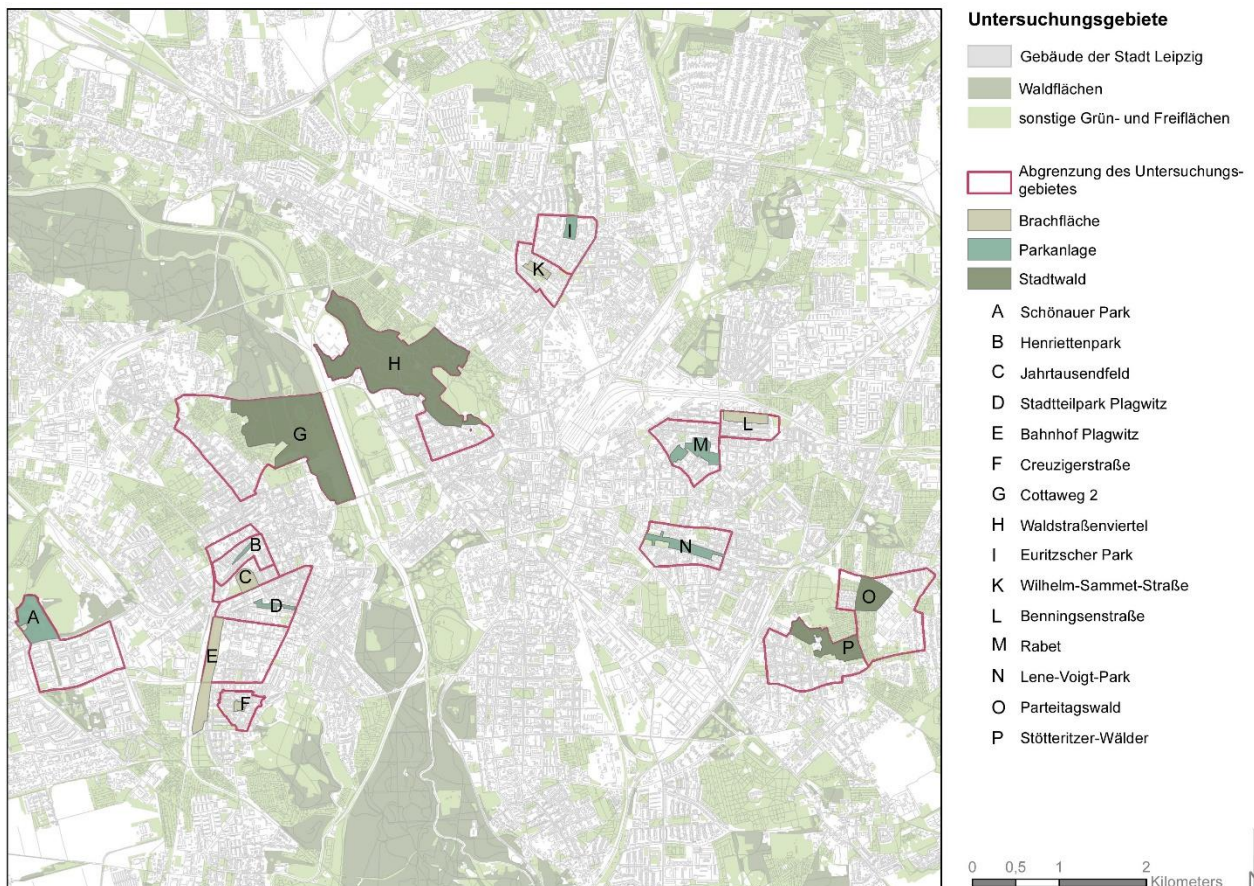 Untersuchungsgebiete
Gebäude der Stadt Leipzig
Waldflächen
sonstige Grün- und Freiflächen
Abgrenzung des Untersuchungs-
gebietes
Brachfläche
Parkanlage
Stadtwald
A Schönauer Park
B Henriettenpark
C Jahrtausendfeld
D Stadtteilpark Plagwitz
E Bahnhof Plagwitz
F Creuzigerstraße
G Cottaweg 2
H Waldstraßenviertel
I Euritzscher Park
K Wilhelm-Sammet-Straße
L Benningsenstraße
M Rabet
N Lene-Voigt-Park
O Parteitagswald
P Stötteritzer-Wälder
0 0,5 1 2
Kilometers
N
I
K
H
G
L
M
N
B
C
D
A
E
F
O
P